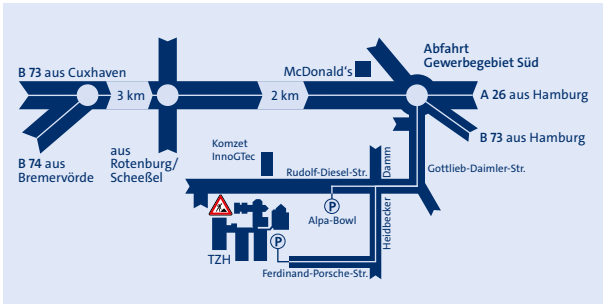 Abfahrt
Gewerbegebiet Süd
B 73 aus Cuxhaven
McDonald's
3 km
2 km
A 26 aus Hamburg
B 73 aus Hamburg
B 74 aus
Bremervörde
aus
Rotenburg/
Scheeßel
Komzet
InnoGTec
Rudolf-Diesel-Str.
Damm
Gottlieb-Daimler-Str.
P
Alpa-Bowl
Heidbecker
P
TZH
Ferdinand-Porsche-Str.